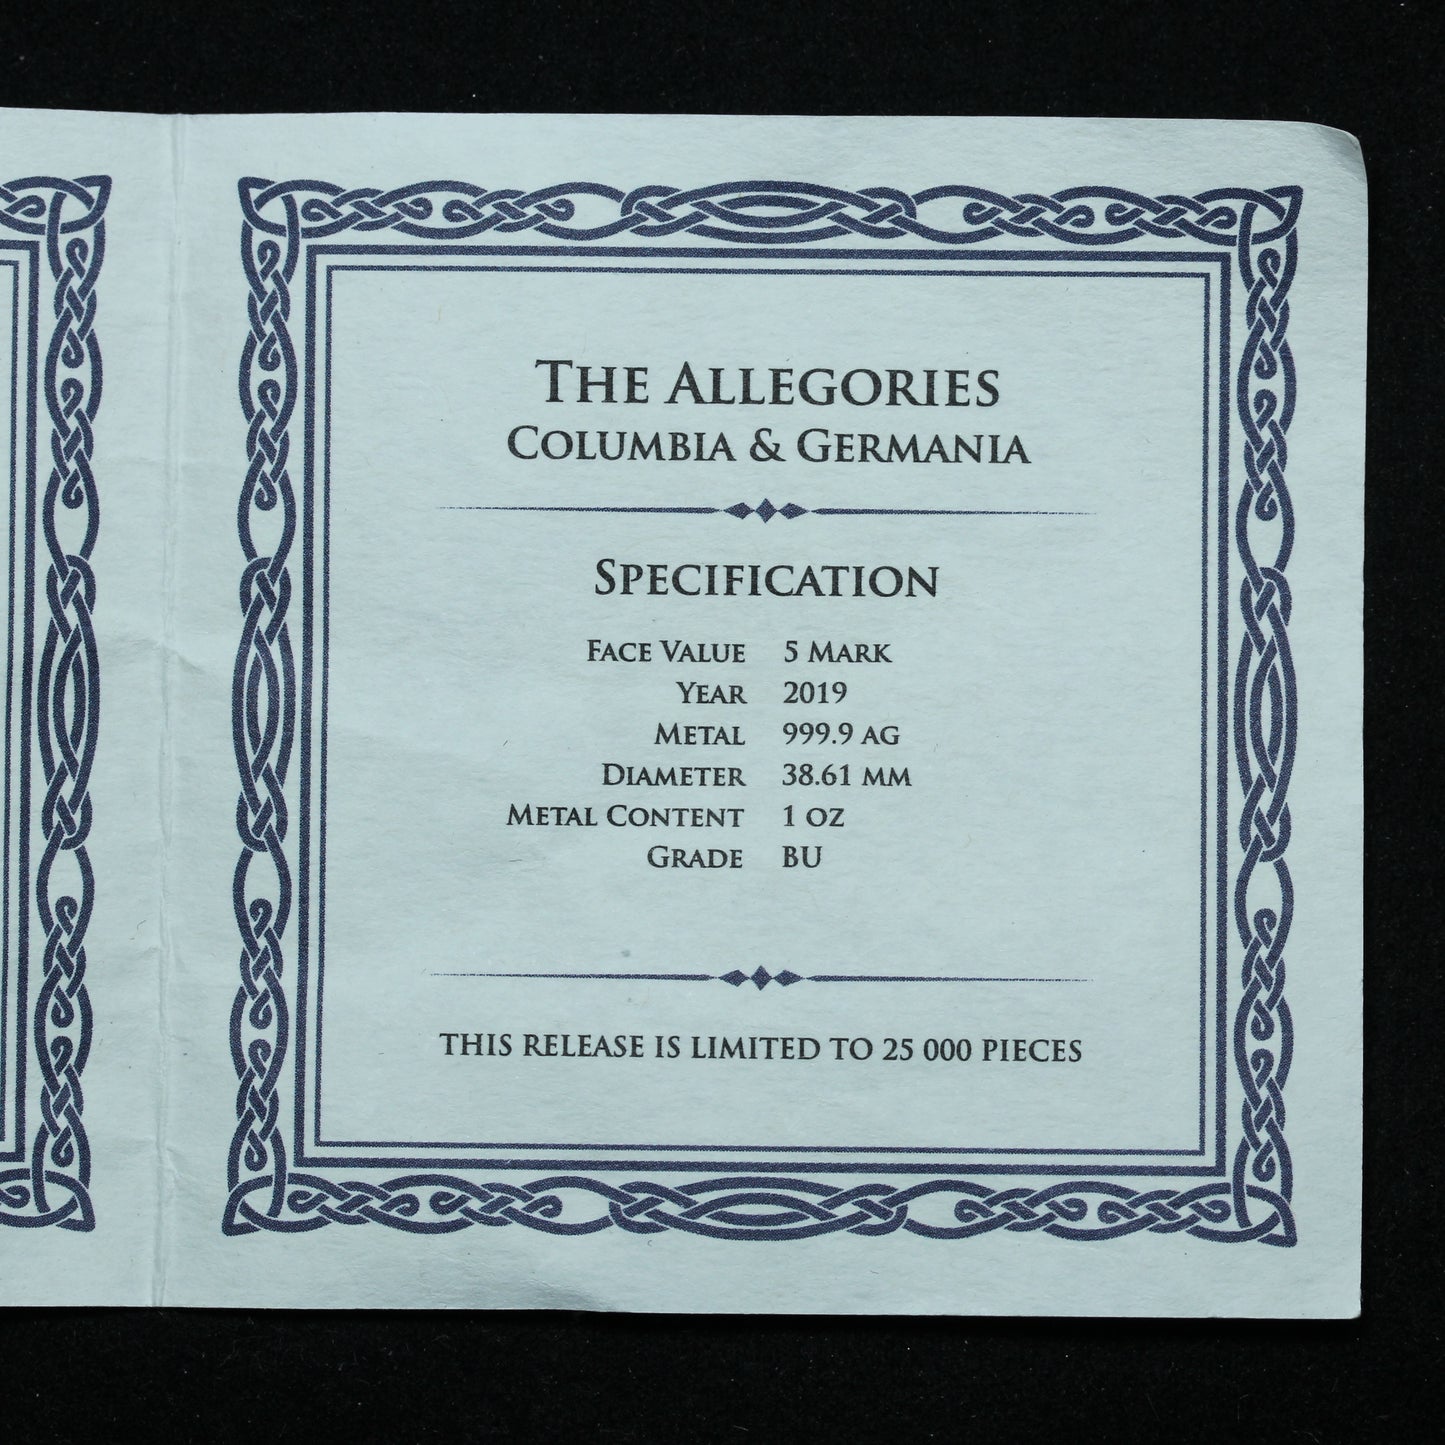 THE ALLEGORIES
COLUMBIA & GERMANIA
SPECIFICATION
FACE VALUE 5 MARK
YEAR 2019
METAL 999.9 AG
DIAMETER 38.61 MM
METAL CONTENT 1 OZ
GRADE BU
THIS RELEASE IS LIMITED TO 25 000 PIECES